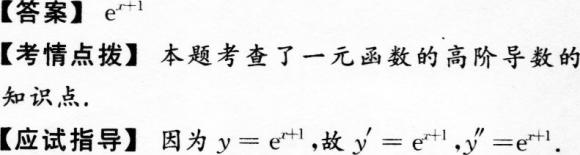 【答案】 e^{x+1}
【考情点拨】 本题考查了一元函数的高阶导数的
知识点.
【应试指导】 因为 y = e^{x+1},故 y′ = e^{x+1},y″ =e^{x+1}.